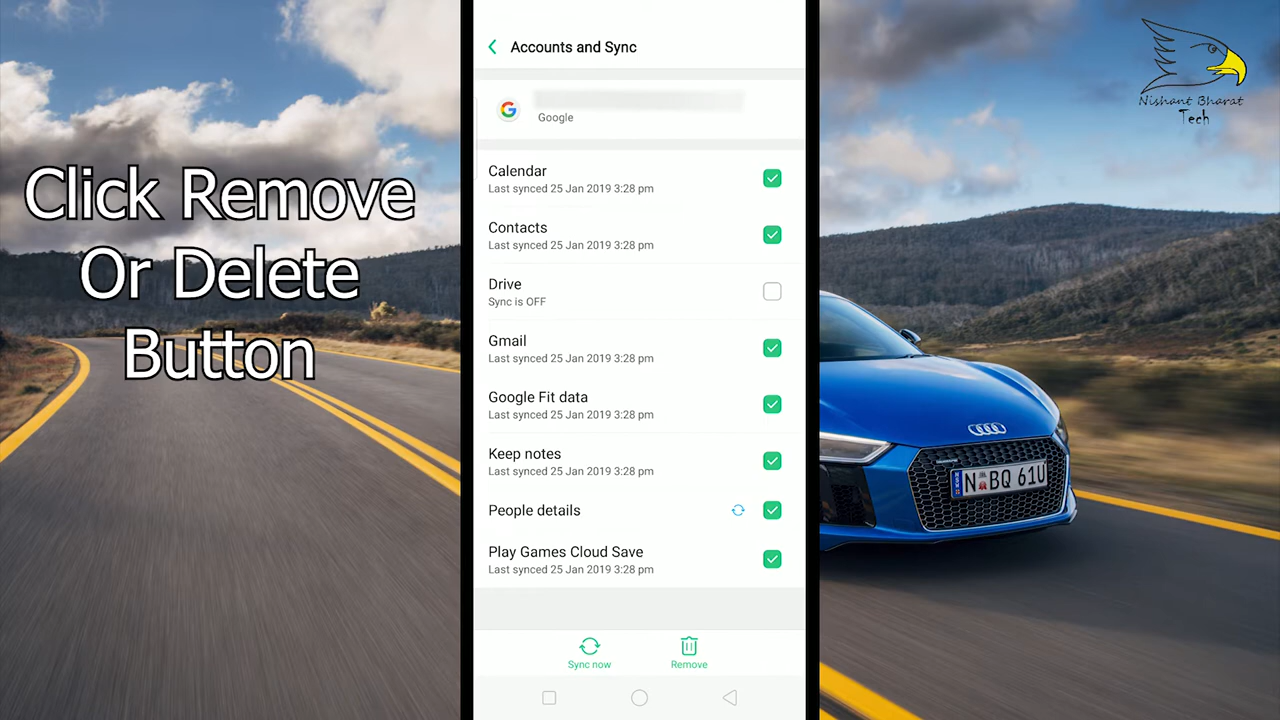 Click Remove
Or Delete
Button
Accounts and Sync
Google
Calendar
Last synced 25 Jan 2019 3:28 pm
Contacts
Last synced 25 Jan 2019 3:28 pm
Drive
Sync is OFF
Gmail
Last synced 25 Jan 2019 3:28 pm
Google Fit data
Last synced 25 Jan 2019 3:28 pm
Keep notes
Last synced 25 Jan 2019 3:28 pm
People details
Play Games Cloud Save
Last synced 25 Jan 2019 3:28 pm
Sync now
Remove
Nishant Bharat
Tech
N BQ 61U